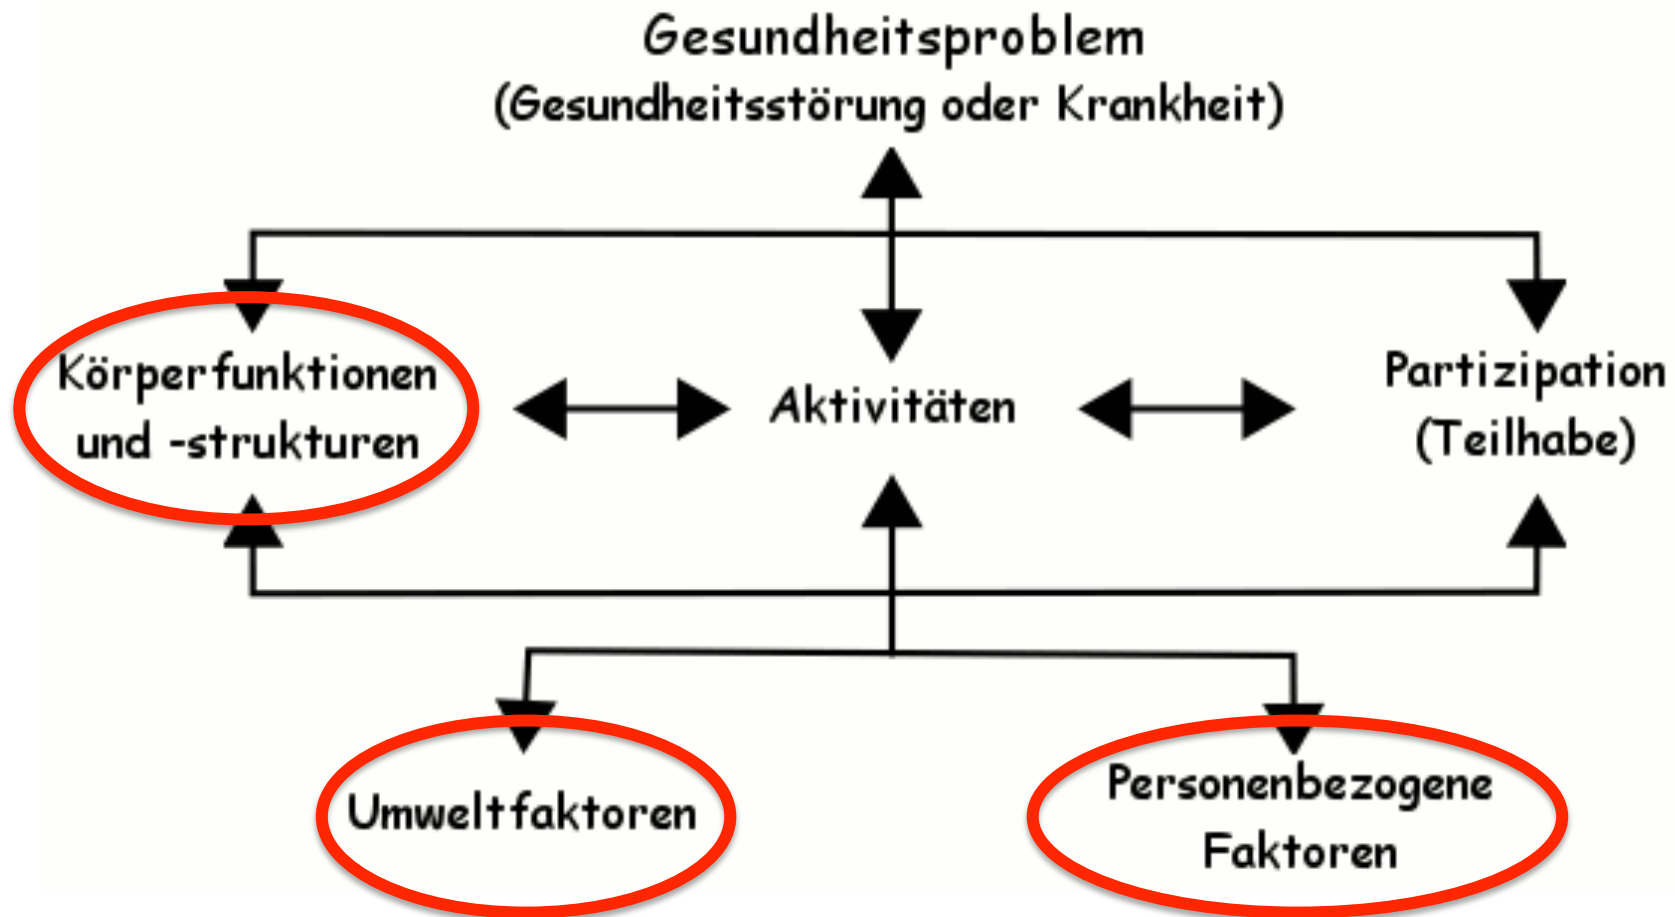 Gesundheitsproblem
(Gesundheitsstörung oder Krankheit)
Körperfunktionen
und -strukturen
Aktivitäten
Partizipation
(Teilhabe)
Umweltfaktoren
Personenbezogene
Faktoren